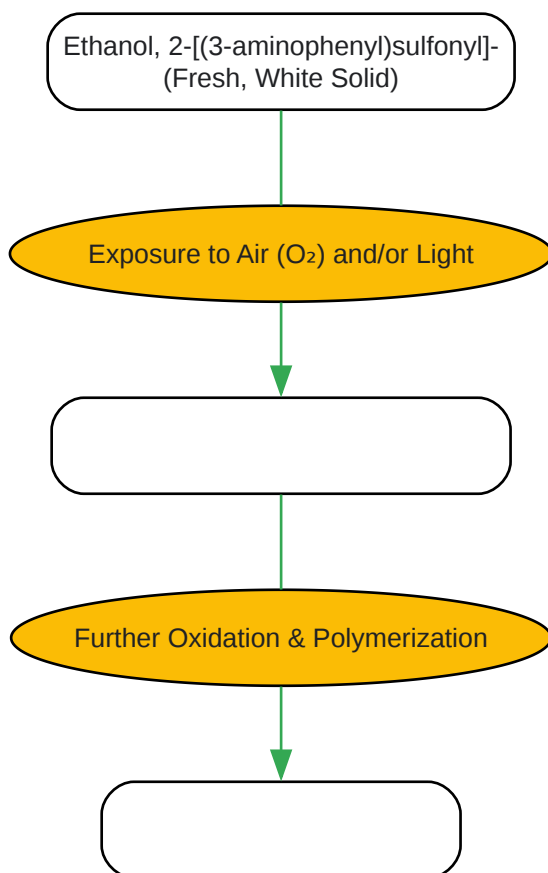 Ethanol, 2-[(3-aminophenyl)sulfonyl]-
(Fresh, White Solid)
Exposure to Air (O₂) and/or Light
Further Oxidation & Polymerization